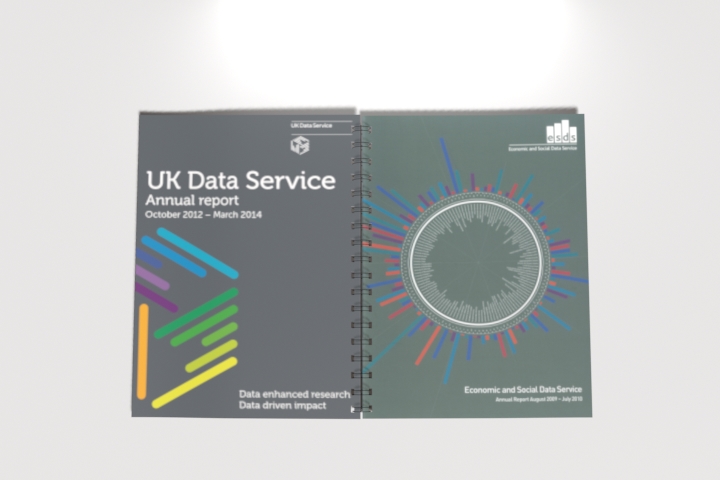 UK Data Service
UK Data Service
Annual report
October 2012 – March 2014
Data enhanced research
Data driven impact
esds
Economic and Social Data Service
Economic and Social Data Service
Annual Report August 2009 – July 2010